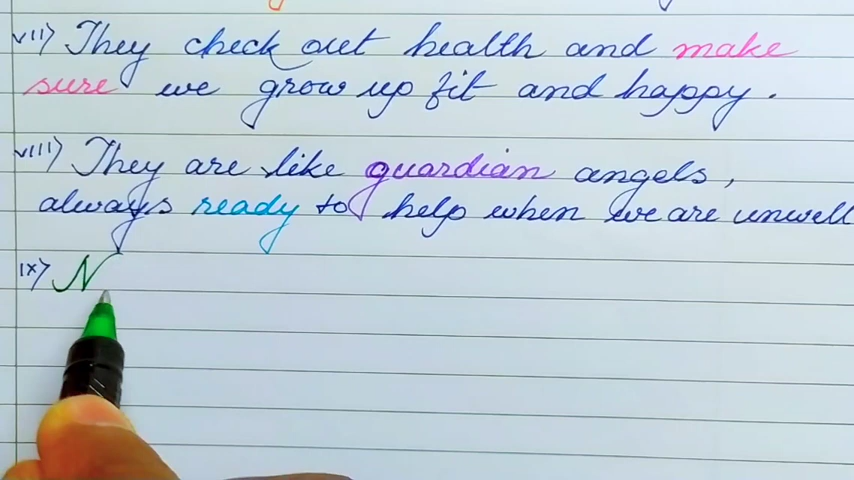 vii) They check out health and make
sure we grow up fit and happy.
viii) They are like guardian angels,
always ready to help when we are unwell
ix) N